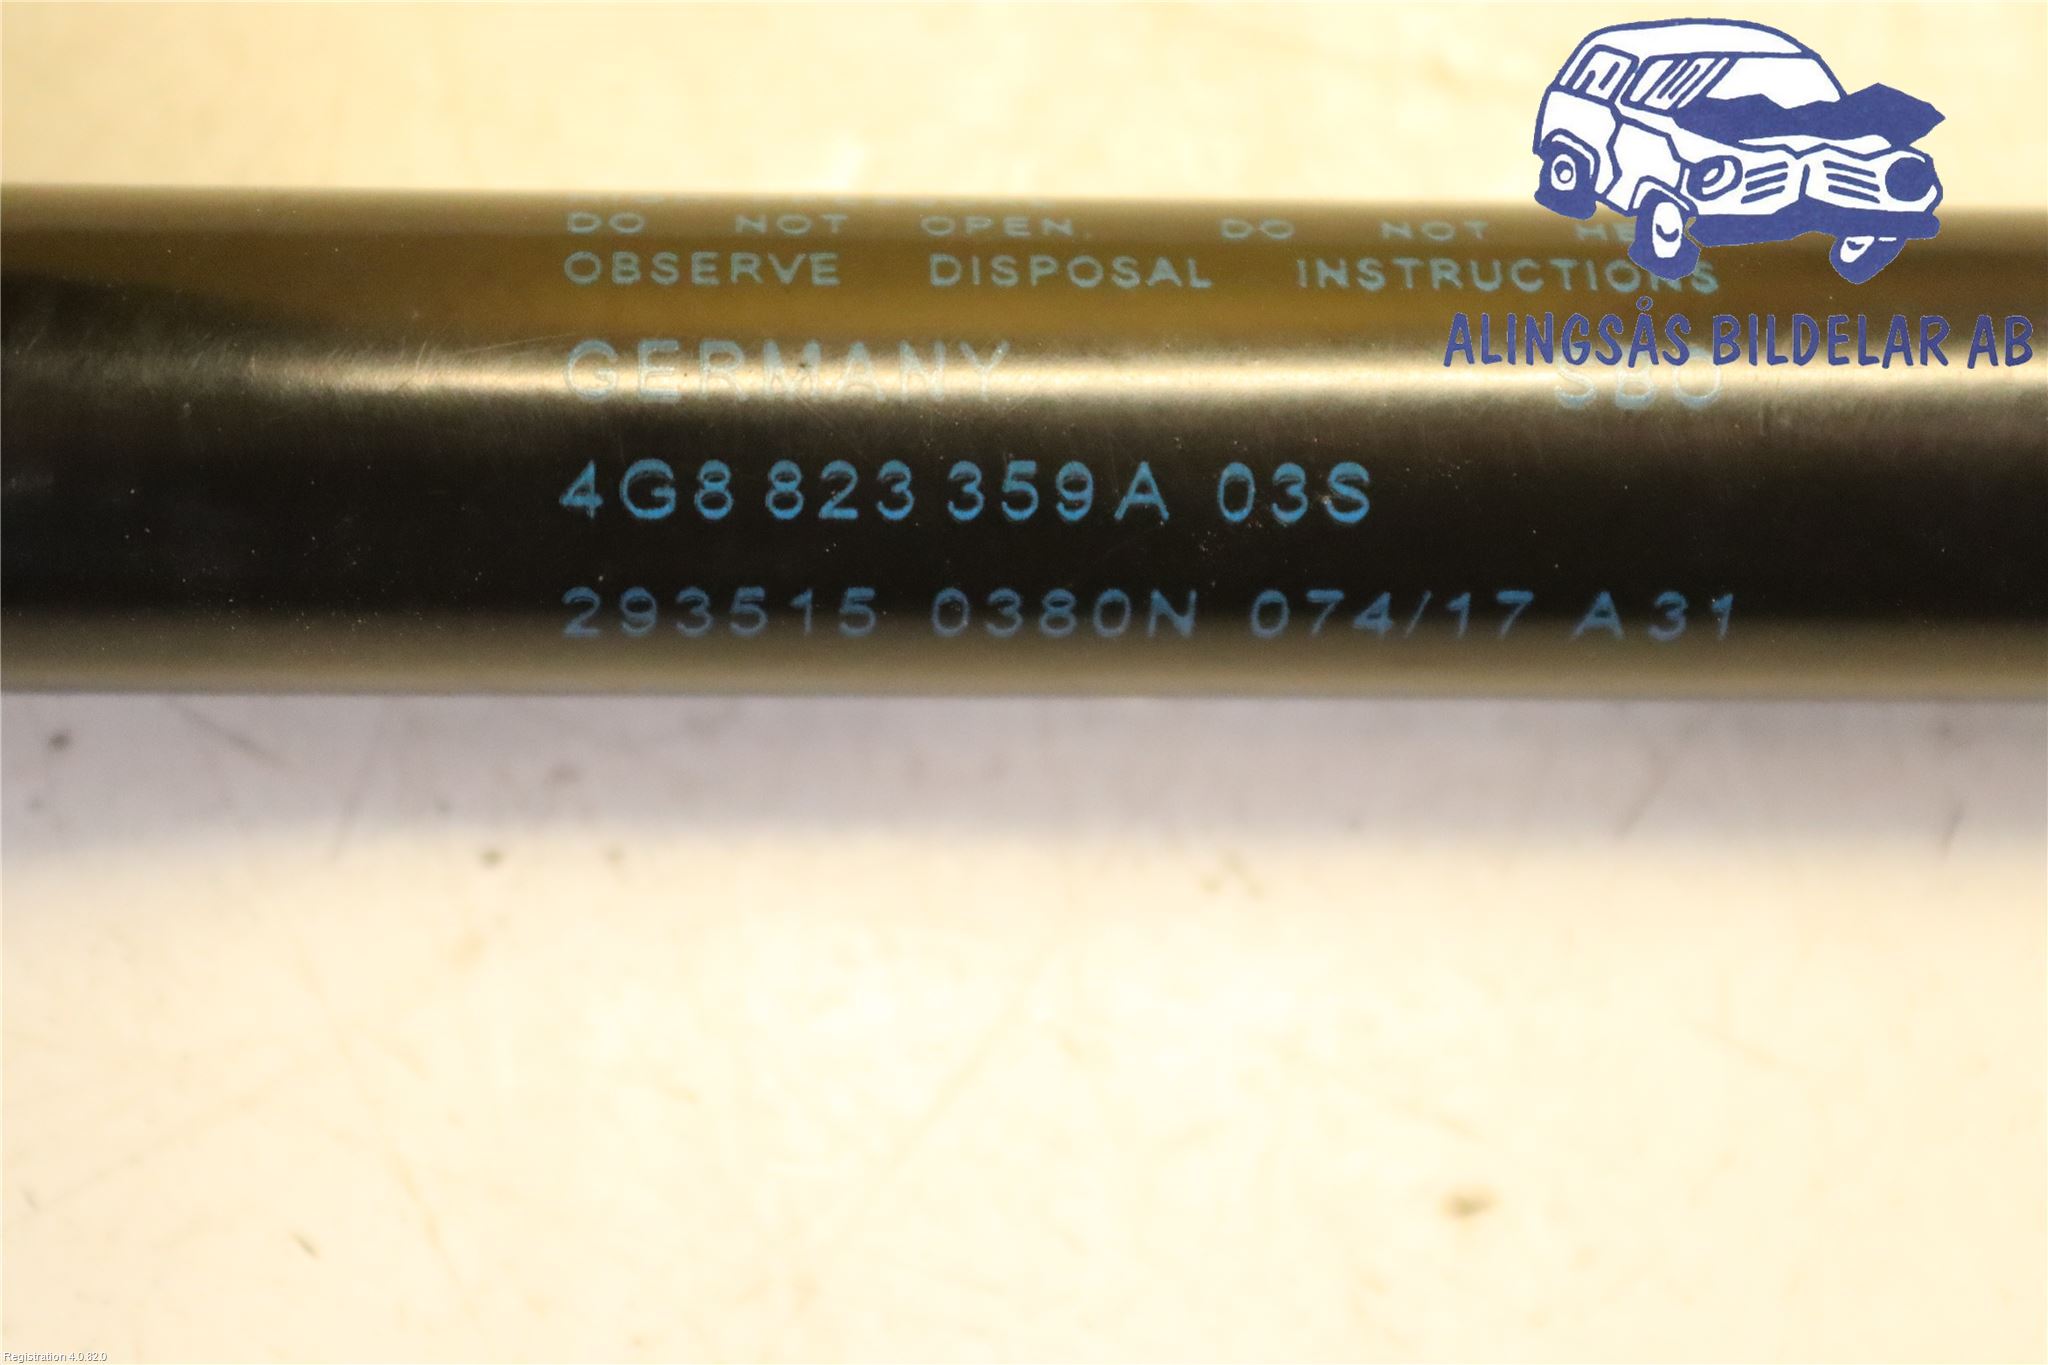 DO NOT OPEN. DO NOT
OBSERVE DISPOSAL INSTRUCTIONS
GERMANY SBO
4G8 823 359A 03S
293515 0380N 074/17 A31
ALINGSÅS BILDELAR AB
Registration 4.0.82.0